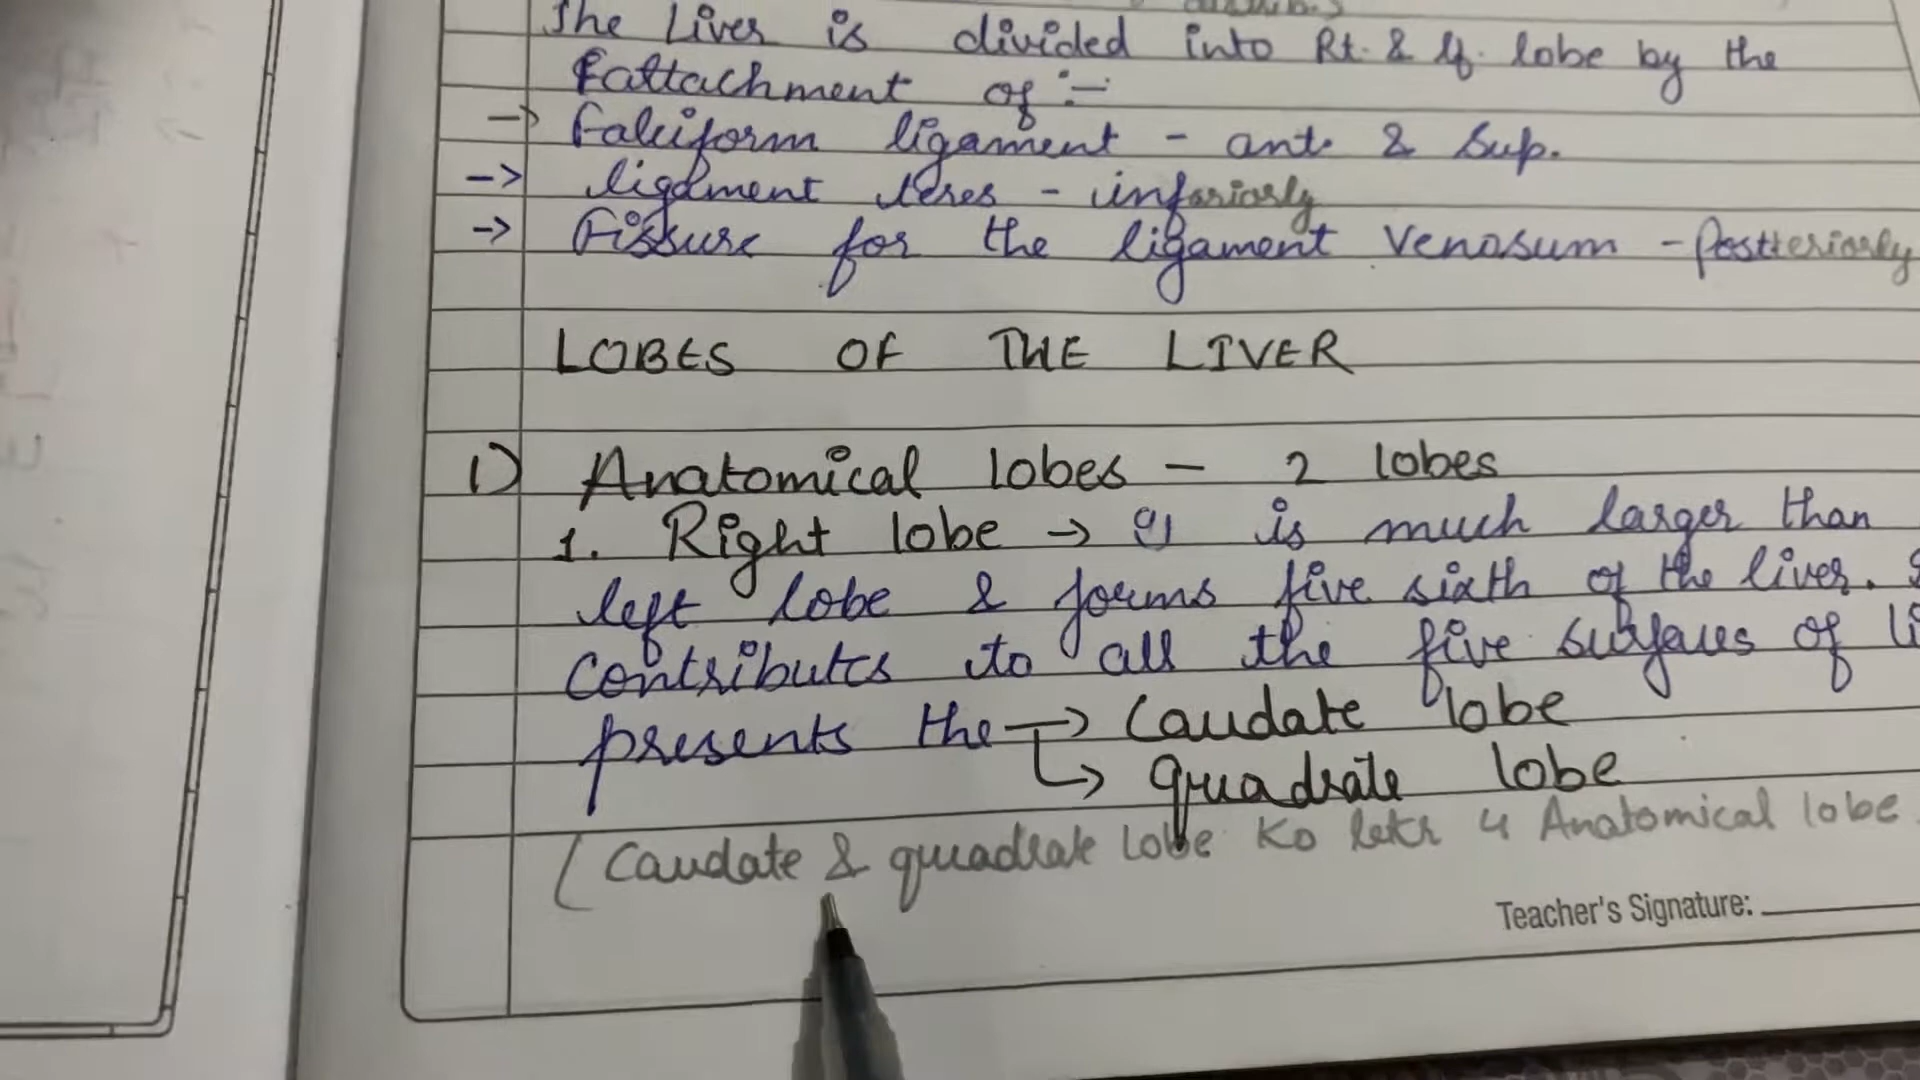 The Liver is divided into Rt. & lf. lobe by the
attachment of :-
-> falciform ligament - ant. & Sup.
-> ligament teres - inferiorly
-> Fissure for the ligament venosum - Postteriorly
LOBES OF THE LIVER
1) Anatomical lobes - 2 lobes
1. Right lobe -> It is much larger than
left lobe & forms five sixth of the liver.
Contributes to all the five surfaces of li
presents the -> Caudate lobe
-> quadrate lobe
(Caudate & quadrate lobe Ko lekr 4 Anatomical lobe.
Teacher's Signature: